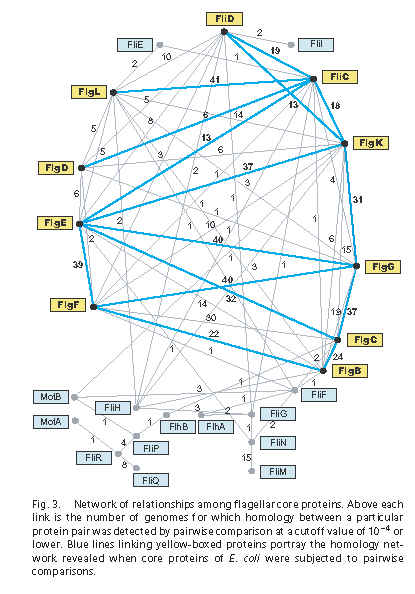 FliD
FliE
2
FliI
10
19
2
1
FliC
41
FlgL
5
13
18
8
6
14
5
13
FlgK
5
3
6
37
FlgD
2
1
3
4
6
1
31
FlgE
2
1
1
10
1
1
2
40
6
15
39
1
3
1
FlgG
40
FlgF
14
32
19
37
30
22
FlgC
1
1
2
24
FlgB
MotB
3
1
1
FliF
FliH
3
2
1
FliG
MotA
FlhB
FlhA
2
1
1
4
1
FliN
FliR
FliP
8
15
FliQ
FliM
Fig. 3. Network of relationships among flagellar core proteins. Above each
link is the number of genomes for which homology between a particular
protein pair was detected by pairwise comparison at a cutoff value of 10⁻⁴ or
lower. Blue lines linking yellow-boxed proteins portray the homology net-
work revealed when core proteins of E. coli were subjected to pairwise
comparisons.